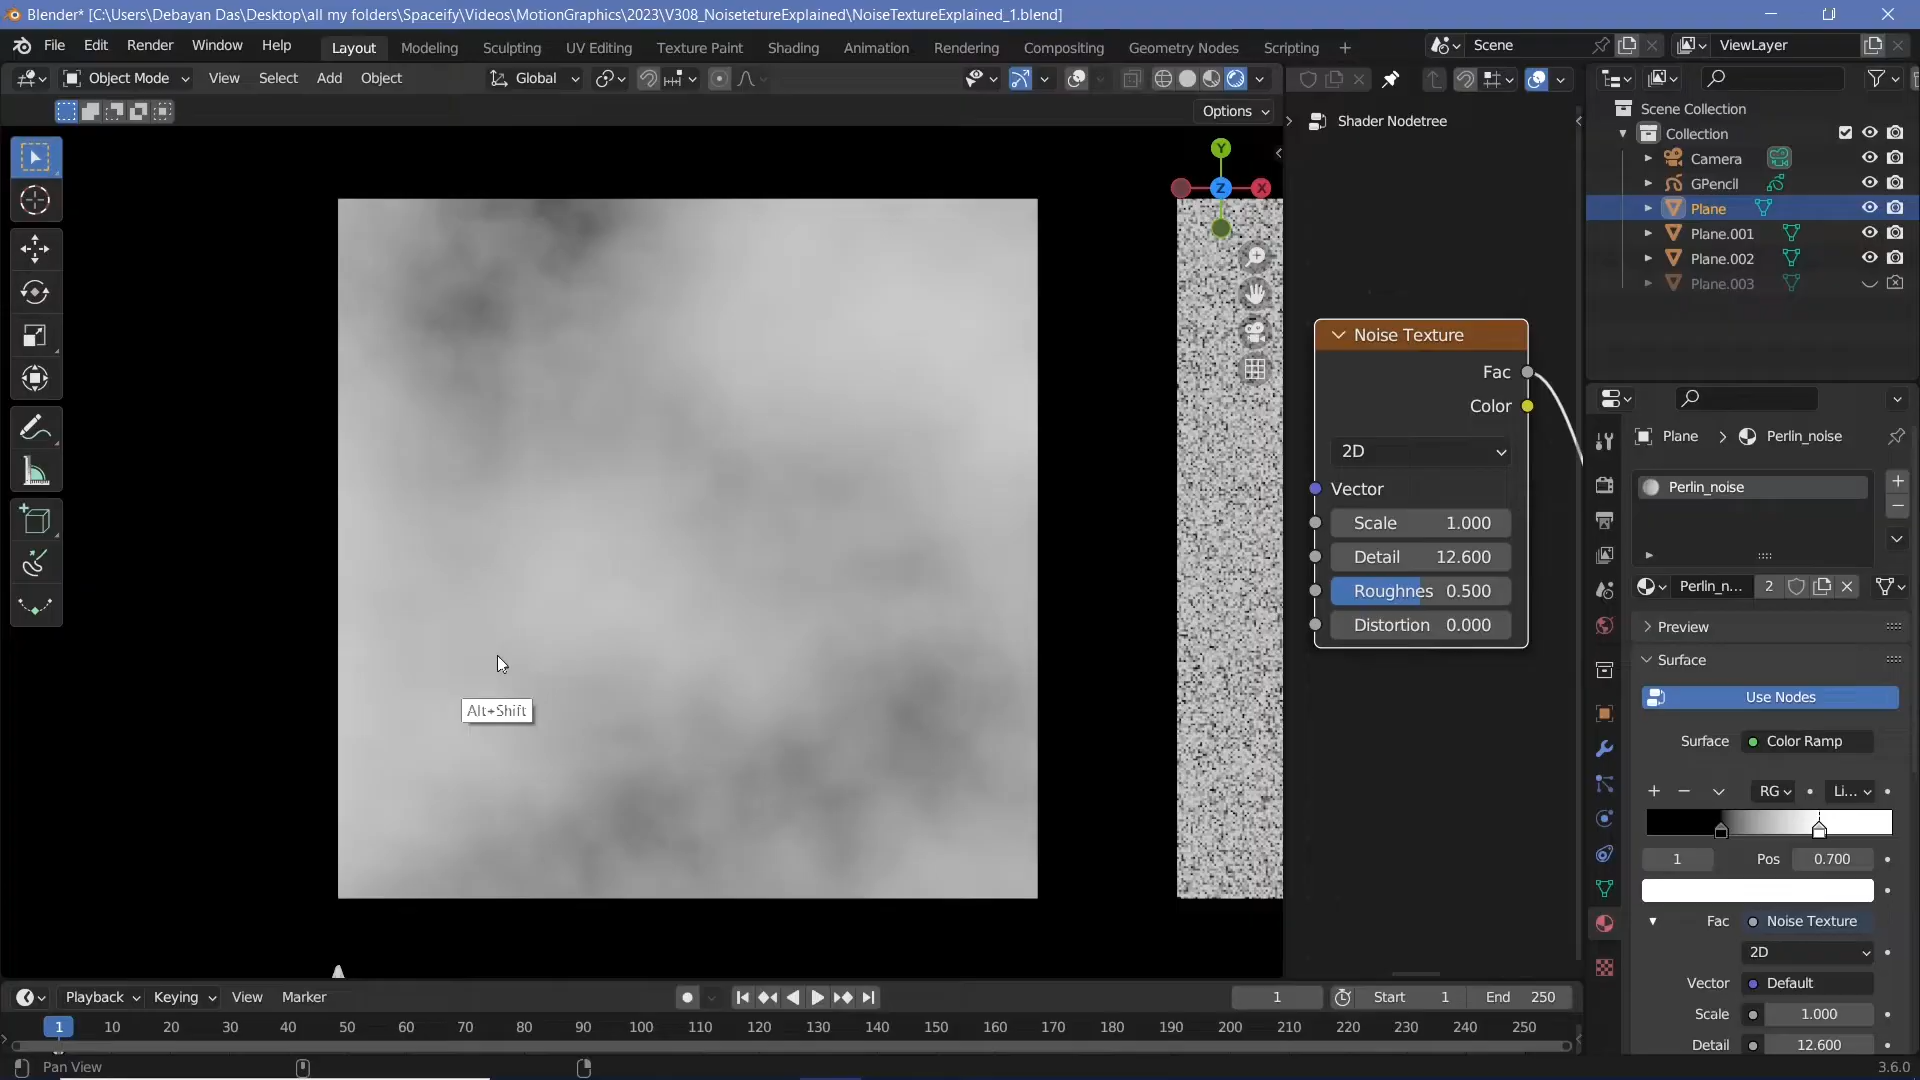 Blender* [C:\Users\Debayan Das\Desktop\all my folders\Spaceify\Videos\MotionGraphics\2023\V308_NoisetetureExplained\NoiseTextureExplained_1.blend]
File Edit Render Window Help Layout Modeling Sculpting UV Editing Texture Paint Shading Animation Rendering Compositing Geometry Nodes Scripting + Scene ViewLayer
Object Mode View Select Add Object Global
Options
Shader Nodetree
Scene Collection
Collection
Camera
GPencil
Plane
Plane.001
Plane.002
Plane.003
Y
X
Z
Noise Texture
Fac
Color
2D
Vector
Scale 1.000
Detail 12.600
Roughnes 0.500
Distortion 0.000
Alt+Shift
Plane > Perlin_noise
Perlin_noise
Perlin_n... 2
Preview
Surface
Use Nodes
Surface Color Ramp
RG Li...
1 Pos 0.700
Fac Noise Texture
2D
Vector Default
Scale 1.000
Detail 12.600
Playback Keying View Marker 1 Start 1 End 250
1 10 20 30 40 50 60 70 80 90 100 110 120 130 140 150 160 170 180 190 200 210 220 230 240 250
Pan View 3.6.0